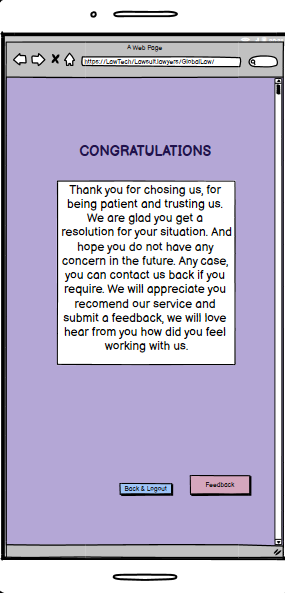 A Web Page
https://LawTech/Lawsuit.lawyers/GlobalLaw/
CONGRATULATIONS
Thank you for chosing us, for
being patient and trusting us.
We are glad you get a
resolution for your situation. And
hope you do not have any
concern in the future. Any case,
you can contact us back if you
require. We will appreciate you
recomend our service and
submit a feedback, we will love
hear from you how did you feel
working with us.
Back & Logout
Feedback